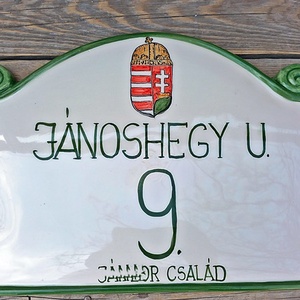 JÁNOSHEGY U.
9.
CSALÁD